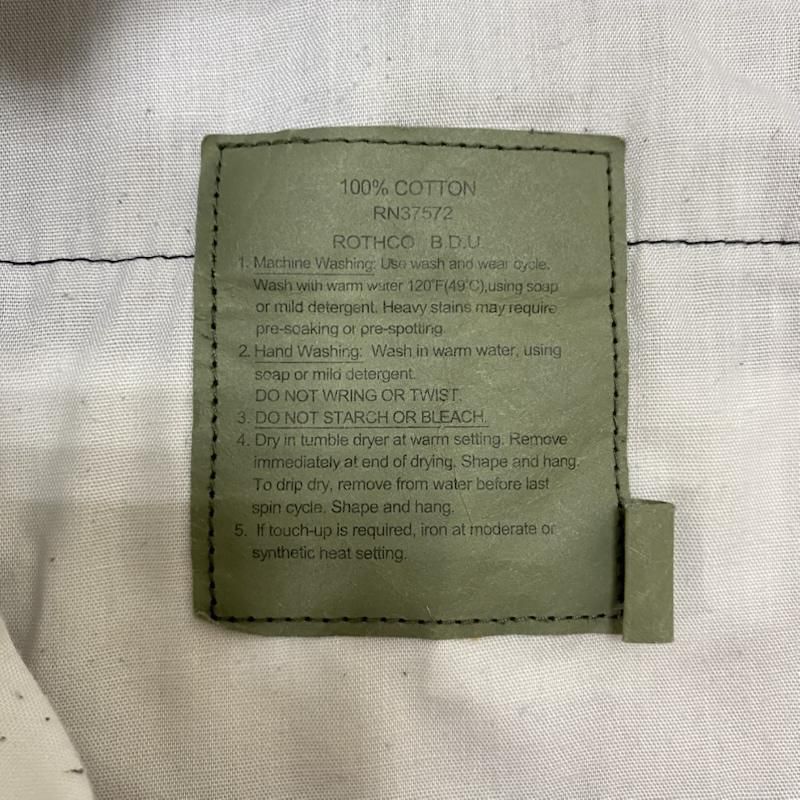 100% COTTON
RN37572
ROTHCO B.D.U.
1. Machine Washing: Use wash and wear cycle.
Wash with warm water 120°F(49°C),using soap
or mild detergent. Heavy stains may require
pre-soaking or pre-spotting.
2. Hand Washing: Wash in warm water, using
soap or mild detergent.
DO NOT WRING OR TWIST.
3. DO NOT STARCH OR BLEACH.
4. Dry in tumble dryer at warm setting. Remove
immediately at end of drying. Shape and hang.
To drip dry, remove from water before last
spin cycle. Shape and hang.
5. If touch-up is required, iron at moderate or
synthetic heat setting.